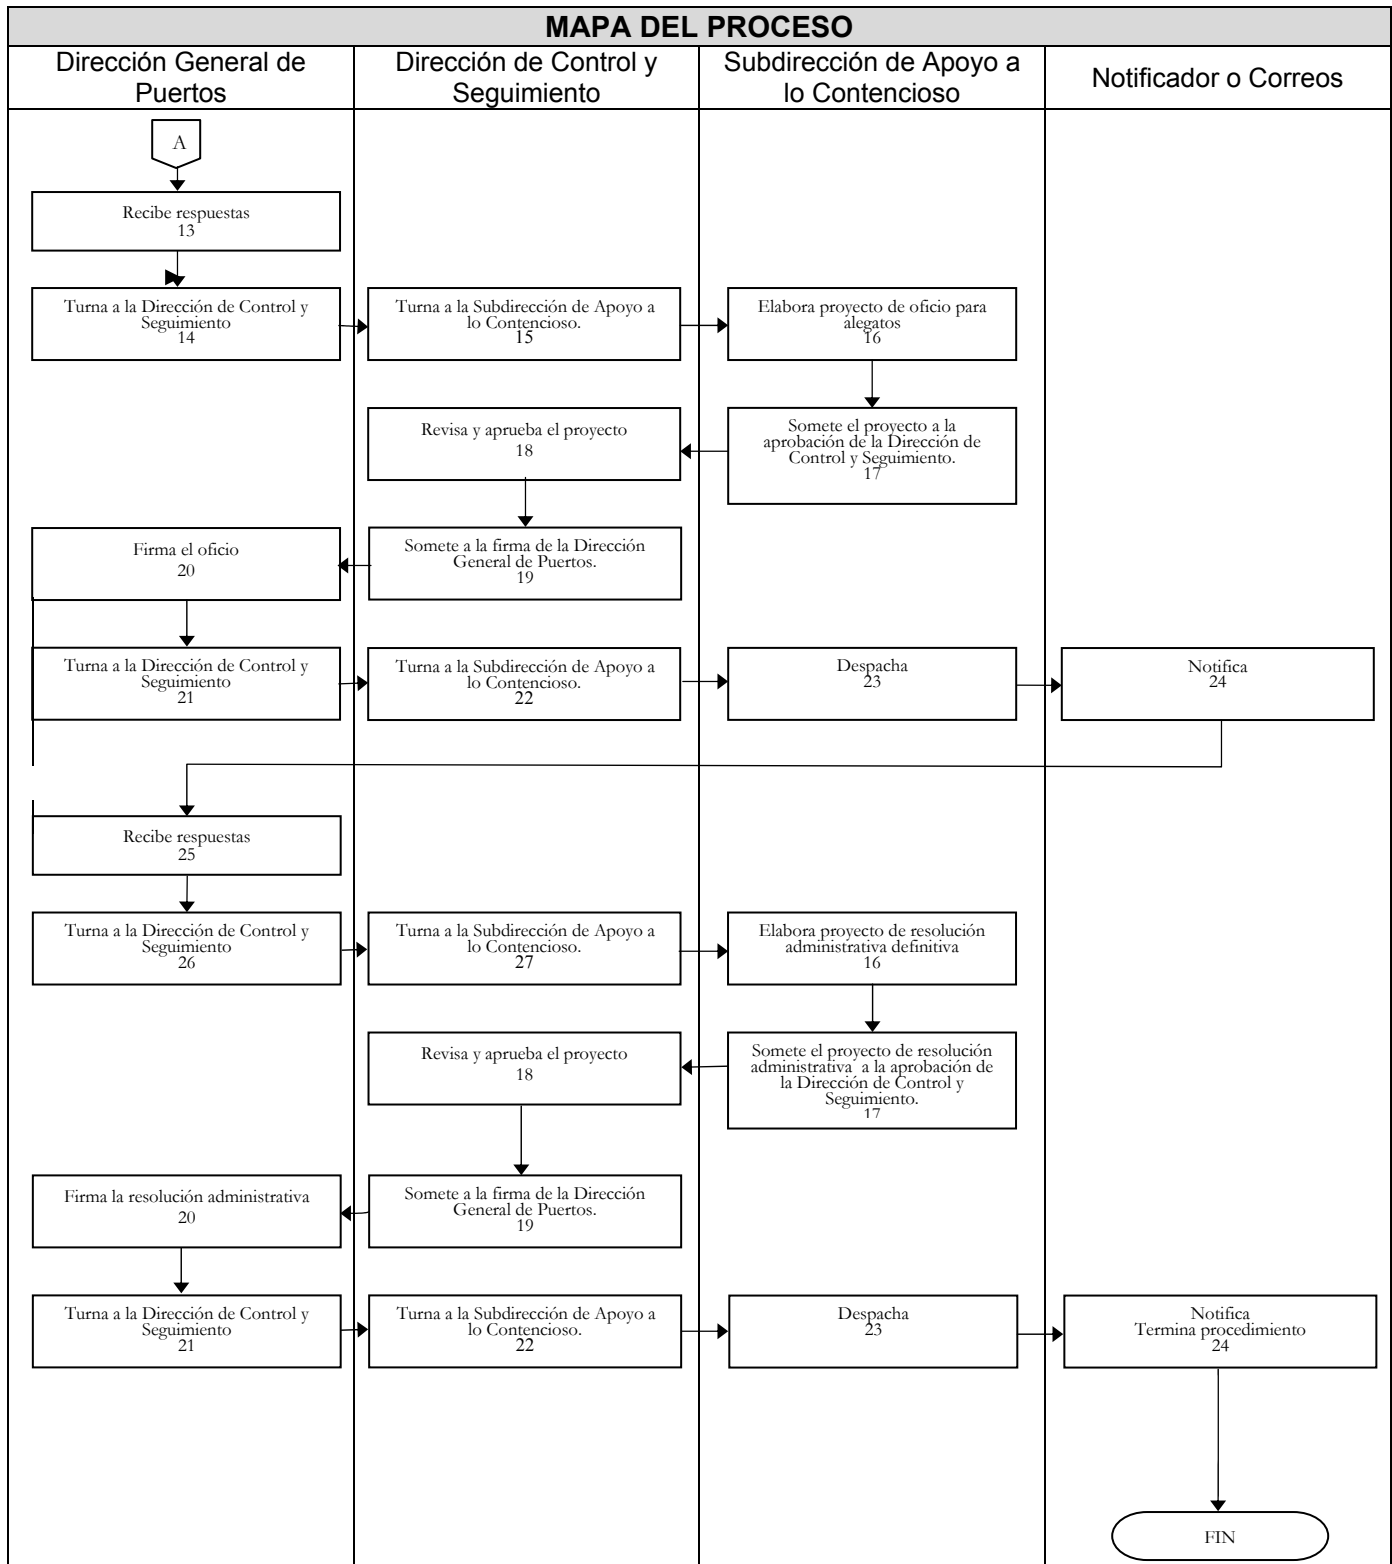 MAPA DEL PROCESO
Dirección General de
Puertos
Dirección de Control y
Seguimiento
Subdirección de Apoyo a
lo Contencioso
Notificador o Correos
A
Recibe respuestas
13
Turna a la Dirección de Control y
Seguimiento
14
Turna a la Subdirección de Apoyo a
lo Contencioso.
15
Elabora proyecto de oficio para
alegatos
16
Revisa y aprueba el proyecto
18
Somete el proyecto a la
aprobación de la Dirección de
Control y Seguimiento.
17
Firma el oficio
20
Somete a la firma de la Dirección
General de Puertos.
19
Turna a la Dirección de Control y
Seguimiento
21
Turna a la Subdirección de Apoyo a
lo Contencioso.
22
Despacha
23
Notifica
24
Recibe respuestas
25
Turna a la Dirección de Control y
Seguimiento
26
Turna a la Subdirección de Apoyo a
lo Contencioso.
27
Elabora proyecto de resolución
administrativa definitiva
16
Revisa y aprueba el proyecto
18
Somete el proyecto de resolución
administrativa a la aprobación de
la Dirección de Control y
Seguimiento.
17
Firma la resolución administrativa
20
Somete a la firma de la Dirección
General de Puertos.
19
Turna a la Dirección de Control y
Seguimiento
21
Turna a la Subdirección de Apoyo a
lo Contencioso.
22
Despacha
23
Notifica
Termina procedimiento
24
FIN